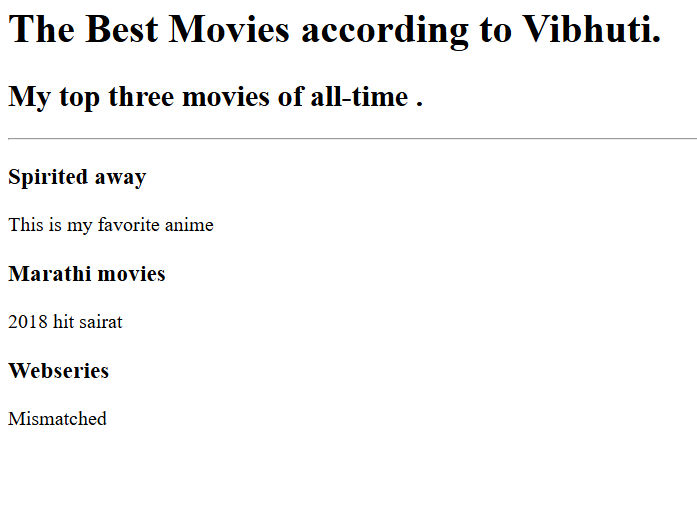 The Best Movies according to Vibhuti.
My top three movies of all-time .
Spirited away
This is my favorite anime
Marathi movies
2018 hit sairat
Webseries
Mismatched